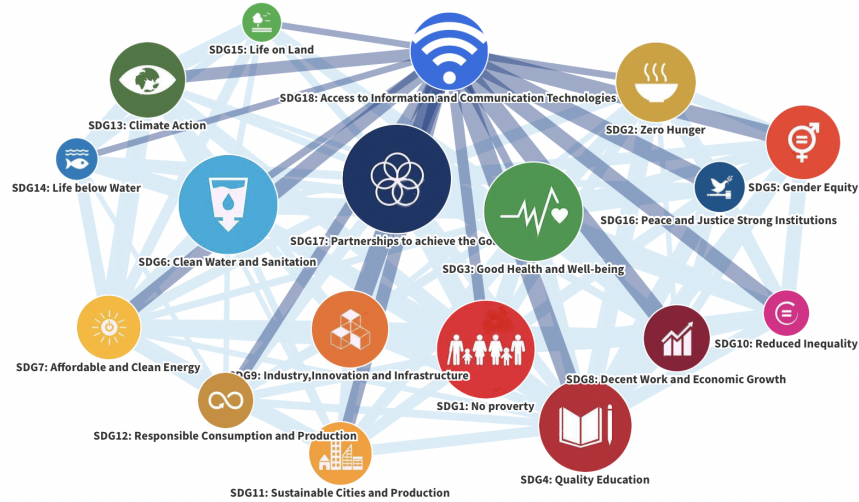 SDG15: Life on Land
SDG18: Access to Information and Communication Technologies
SDG13: Climate Action
SDG2: Zero Hunger
SDG14: Life below Water
SDG5: Gender Equity
SDG16: Peace and Justice Strong Institutions
SDG17: Partnerships to achieve the Go
SDG6: Clean Water and Sanitation
SDG3: Good Health and Well-being
SDG10: Reduced Inequality
SDG7: Affordable and Clean Energy
SDG9: Industry,Innovation and Infrastructure
SDG8: Decent Work and Economic Growth
SDG1: No proverty
SDG12: Responsible Consumption and Production
SDG4: Quality Education
SDG11: Sustainable Cities and Production